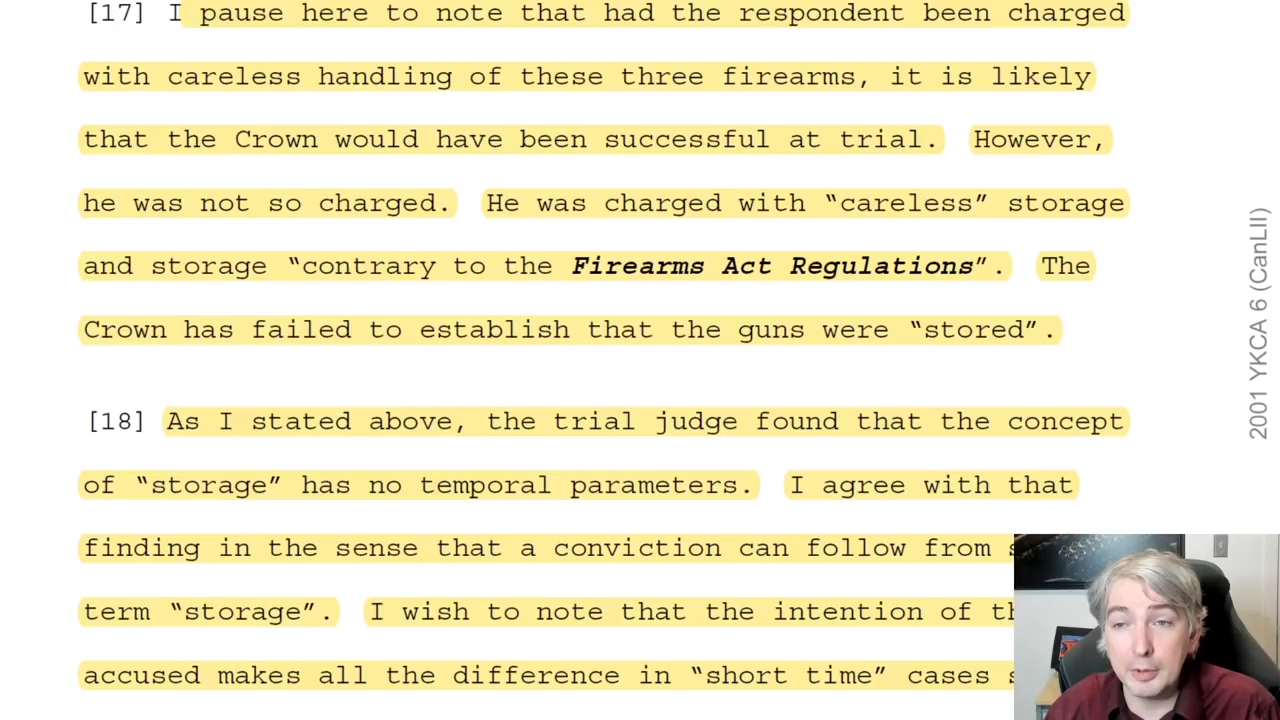 [17] I pause here to note that had the respondent been charged
with careless handling of these three firearms, it is likely
that the Crown would have been successful at trial. However,
he was not so charged. He was charged with “careless” storage
and storage “contrary to the Firearms Act Regulations”. The
Crown has failed to establish that the guns were “stored”.
[18] As I stated above, the trial judge found that the concept
of “storage” has no temporal parameters. I agree with that
finding in the sense that a conviction can follow from
term “storage”. I wish to note that the intention of
accused makes all the difference in “short time” cases
2001 YKCA 6 (CanLII)